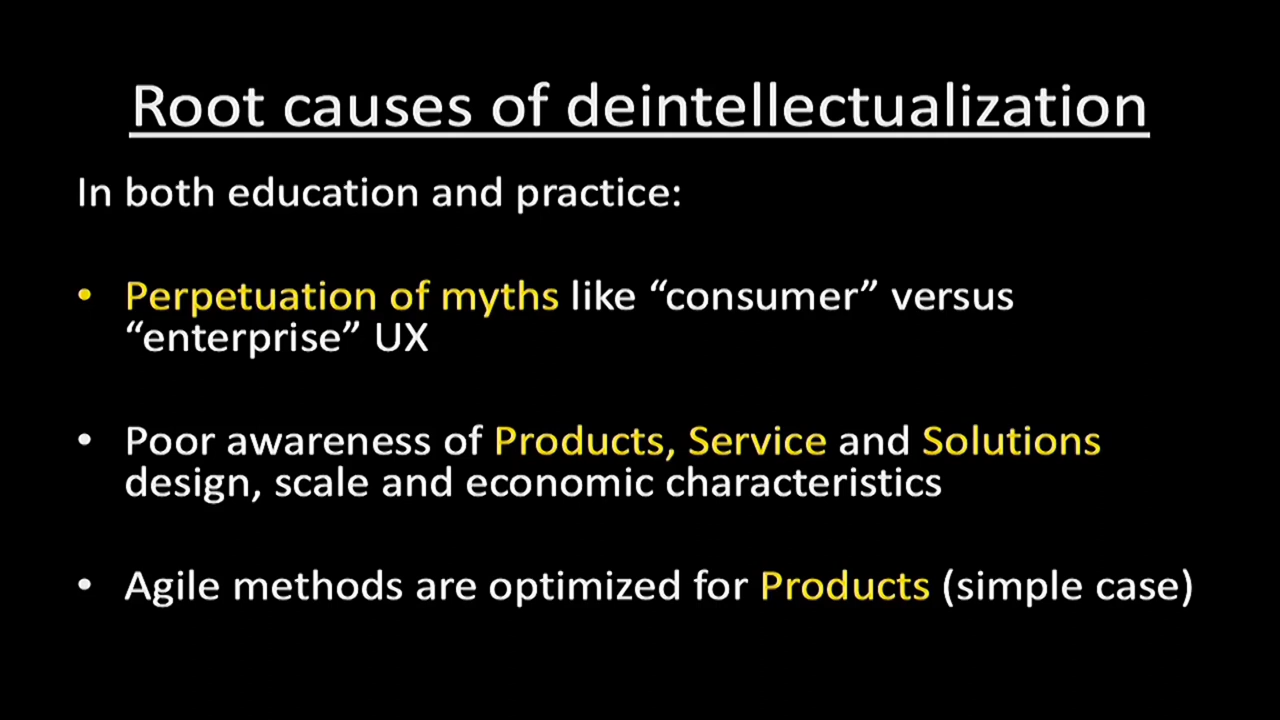 Root causes of deintellectualization
In both education and practice:
• Perpetuation of myths like “consumer” versus
“enterprise” UX
• Poor awareness of Products, Service and Solutions
design, scale and economic characteristics
• Agile methods are optimized for Products (simple case)